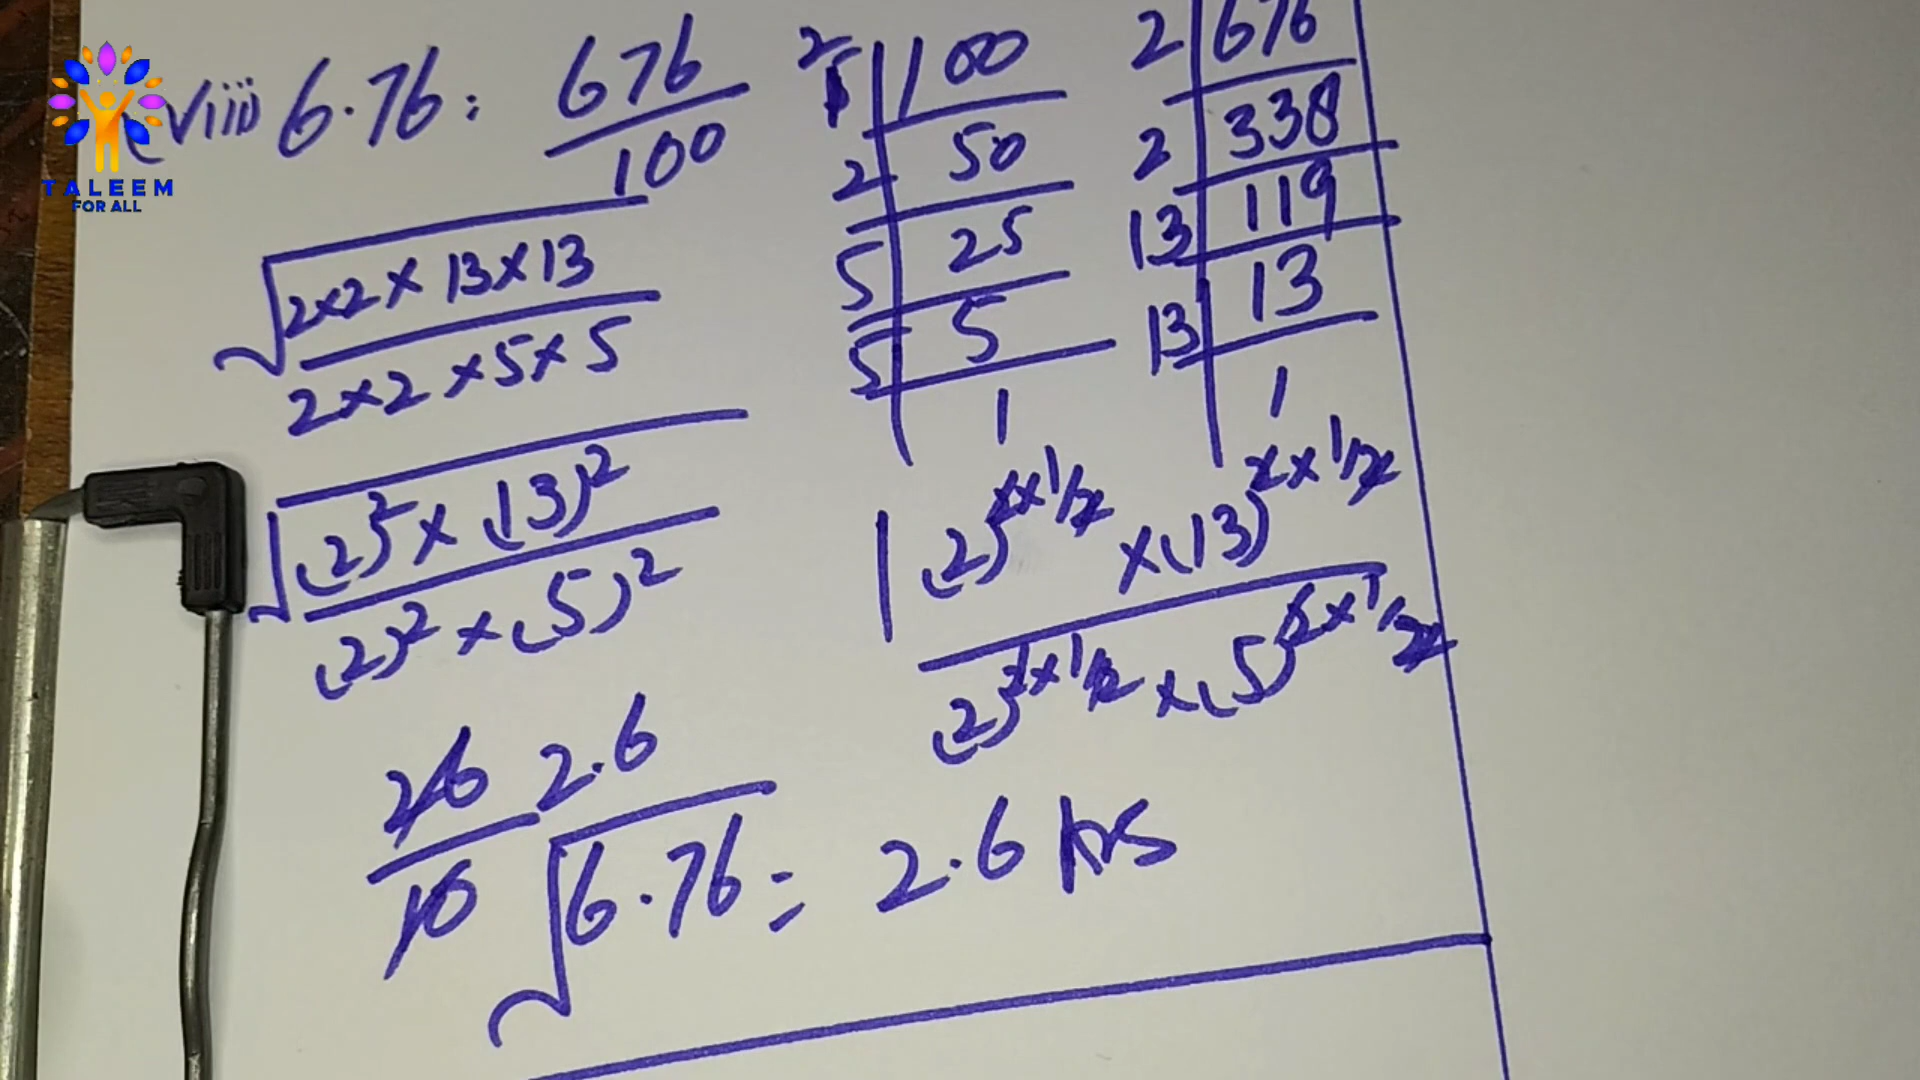 TALEEM
FOR ALL
(viii) 6.76 = 676/100
2 | 100
2 | 50
5 | 25
5 | 5
1
2 | 676
2 | 338
13 | 119
13 | 13
1
√(2×2×13×13 / 2×2×5×5)
√((2)²×(13)² / (2)²×(5)²)
(2)^(2×1/2) × (13)^(2×1/2) / (2)^(2×1/2) × (5)^(2×1/2)
26/10 2.6
√6.76 = 2.6 Ans